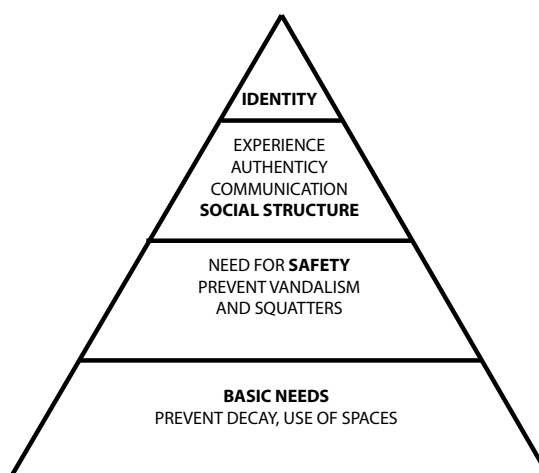 IDENTITY
EXPERIENCE
AUTHENTICY
COMMUNICATION
SOCIAL STRUCTURE
NEED FOR SAFETY
PREVENT VANDALISM
AND SQUATTERS
BASIC NEEDS
PREVENT DECAY, USE OF SPACES